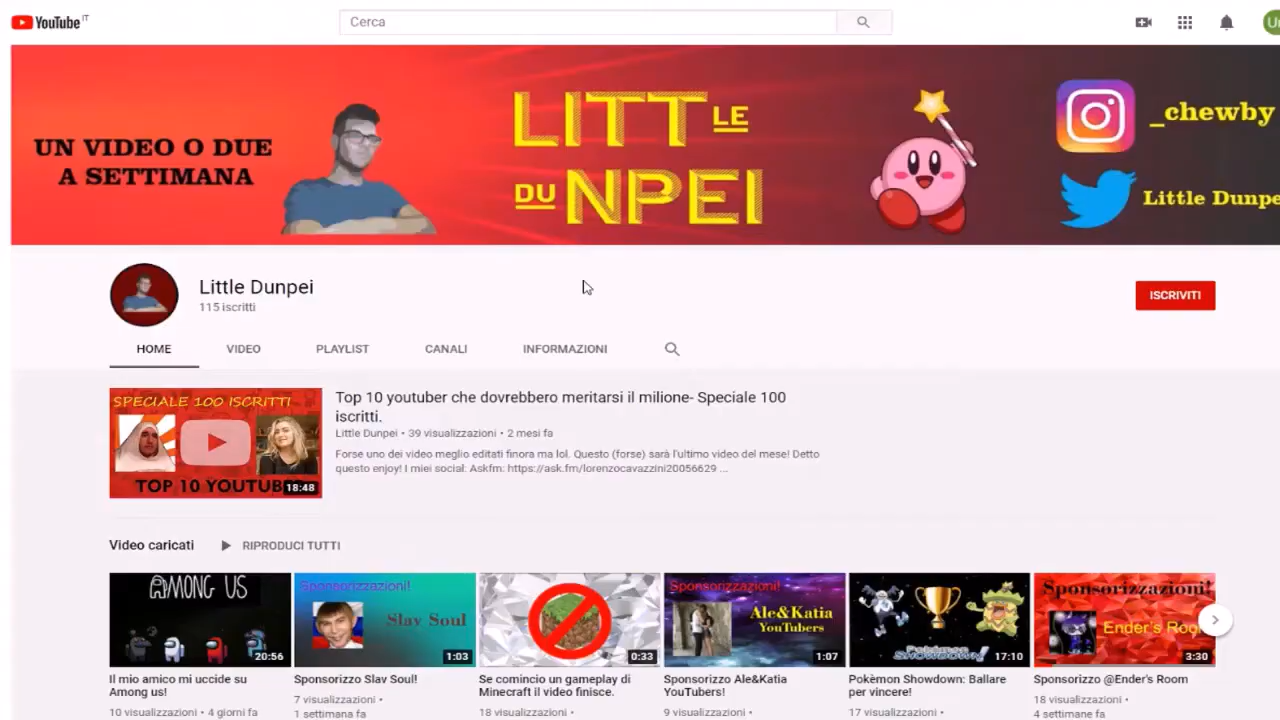 YouTube IT
Cerca
UN VIDEO O DUE
A SETTIMANA
LITTLE
DUNPEI
_chewby
Little Dunpe
Little Dunpei
115 iscritti
ISCRIVITI
HOME VIDEO PLAYLIST CANALI INFORMAZIONI
SPECIALE 100 ISCRITTI
TOP 10 YOUTUB
18:48
Top 10 youtuber che dovrebbero meritarsi il milione- Speciale 100
iscritti.
Little Dunpei • 39 visualizzazioni • 2 mesi fa
Forse uno dei video meglio editati finora ma lol. Questo (forse) sarà l'ultimo video del mese! Detto
questo enjoy! I miei social: Askfm: https://ask.fm/lorenzocavazzini20056629 ...
Video caricati RIPRODUCI TUTTI
AMONG US
20:56
Sponsorizzazioni!
Slav Soul
1:03
0:33
Sponsorizzazioni!
Ale&Katia
YouTubers
1:07
Pokémon
SHOWDOWN!
17:10
Sponsorizzazioni!
Ender's Roo
3:30
Il mio amico mi uccide su
Among us!
10 visualizzazioni • 4 giorni fa
Sponsorizzo Slav Soul!
7 visualizzazioni •
1 settimana fa
Se comincio un gameplay di
Minecraft il video finisce.
18 visualizzazioni •
Sponsorizzo Ale&Katia
YouTubers!
9 visualizzazioni •
Pokèmon Showdown: Ballare
per vincere!
17 visualizzazioni •
Sponsorizzo @Ender's Room
18 visualizzazioni •
4 settimane fa